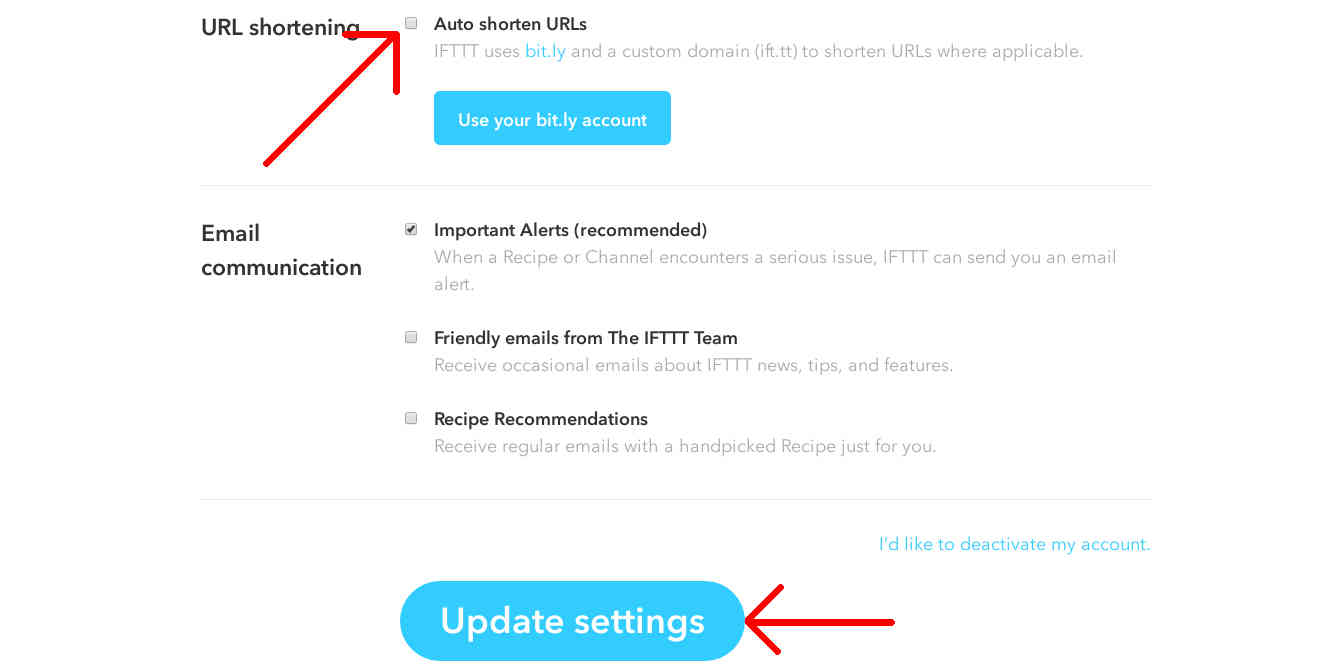 URL shortening
Auto shorten URLs
IFTTT uses bit.ly and a custom domain (ift.tt) to shorten URLs where applicable.
Use your bit.ly account
Email
communication
Important Alerts (recommended)
When a Recipe or Channel encounters a serious issue, IFTTT can send you an email
alert.
Friendly emails from The IFTTT Team
Receive occasional emails about IFTTT news, tips, and features.
Recipe Recommendations
Receive regular emails with a handpicked Recipe just for you.
I'd like to deactivate my account.
Update settings